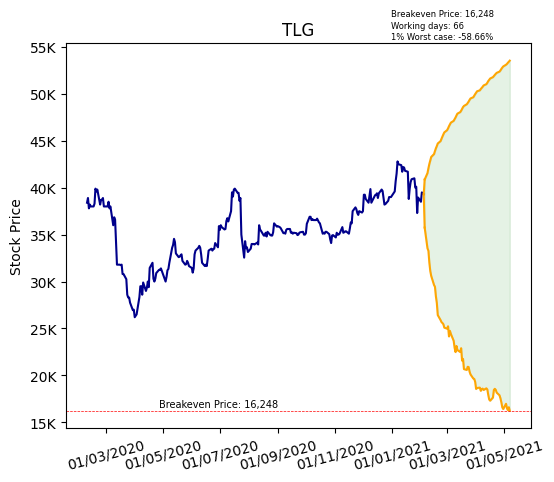 Breakeven Price: 16,248
Working days: 66
1% Worst case: -58.66%
TLG
55K
50K
45K
40K
35K
30K
25K
20K
15K
Stock Price
Breakeven Price: 16,248
01/03/2020
01/05/2020
01/07/2020
01/09/2020
01/11/2020
01/01/2021
01/03/2021
01/05/2021